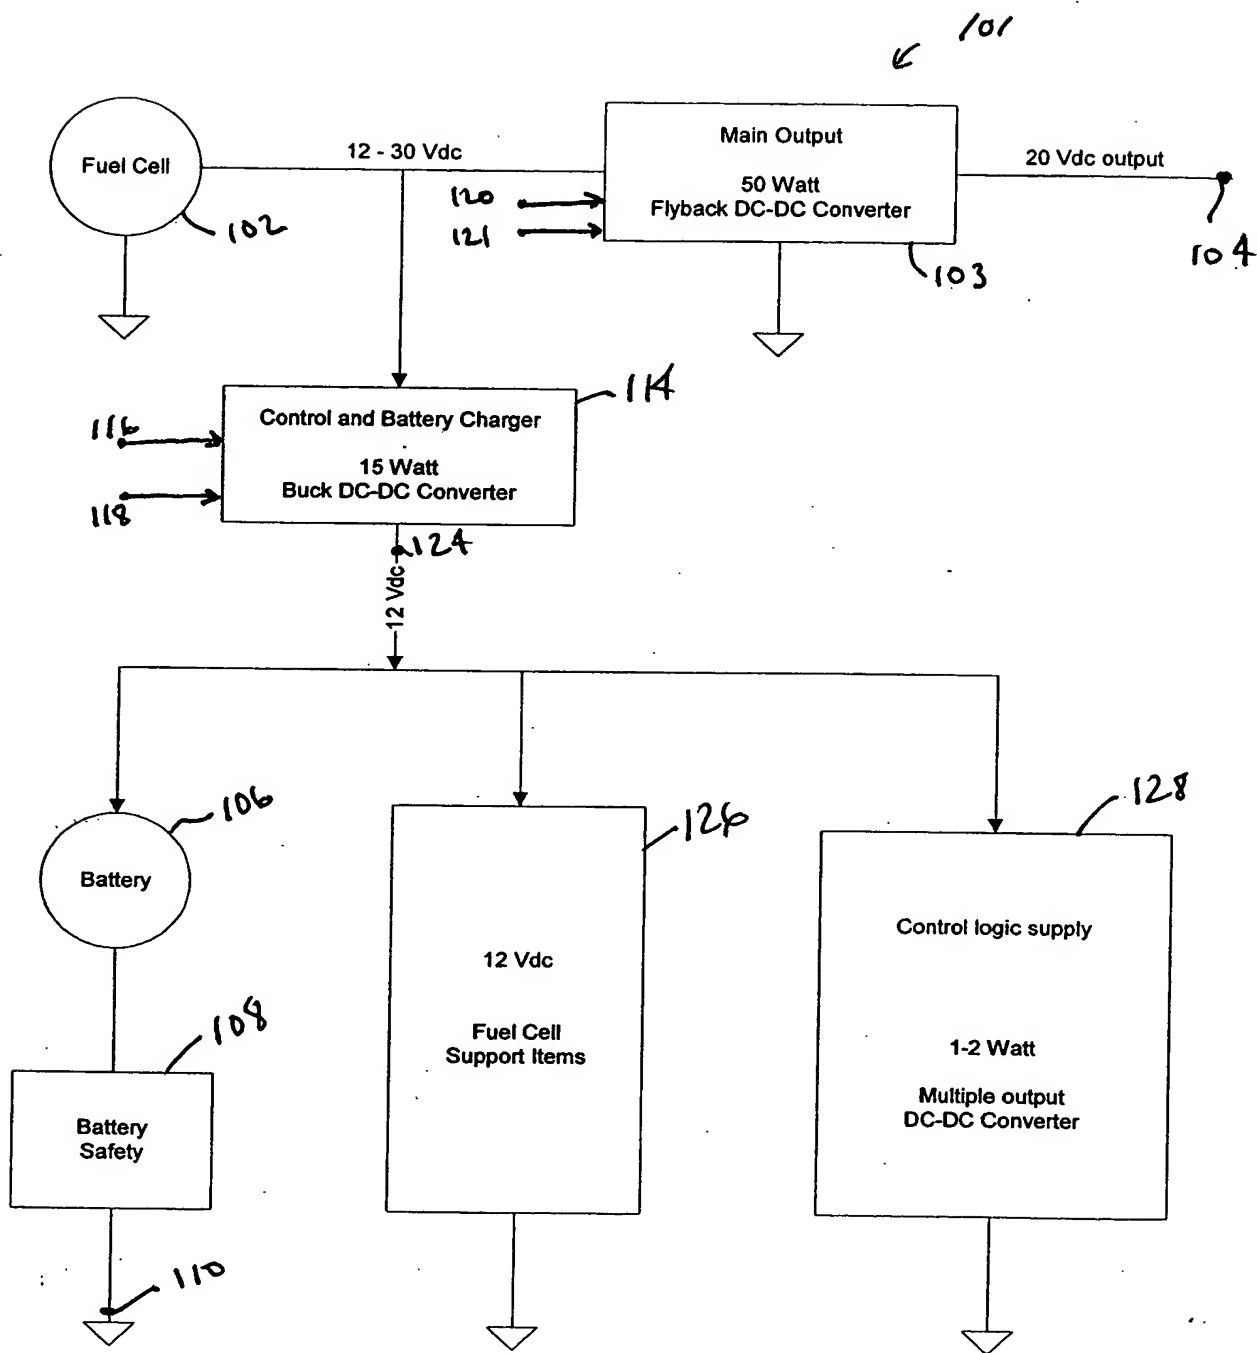 101
Fuel Cell
12 - 30 Vdc
Main Output
50 Watt
Flyback DC-DC Converter
20 Vdc output
102
120
121
103
104
114
Control and Battery Charger
15 Watt
Buck DC-DC Converter
116
118
124
12 Vdc
106
Battery
126
128
12 Vdc
Fuel Cell
Support Items
Control logic supply
1-2 Watt
Multiple output
DC-DC Converter
108
Battery
Safety
110